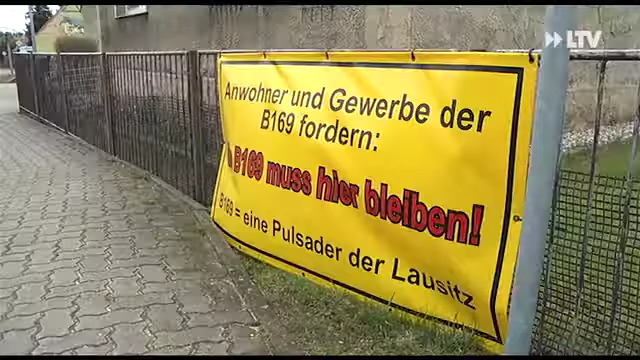 LTV
Anwohner und Gewerbe der
B169 fordern:
B169 muss hier bleiben!
B169 = eine Pulsader der Lausitz